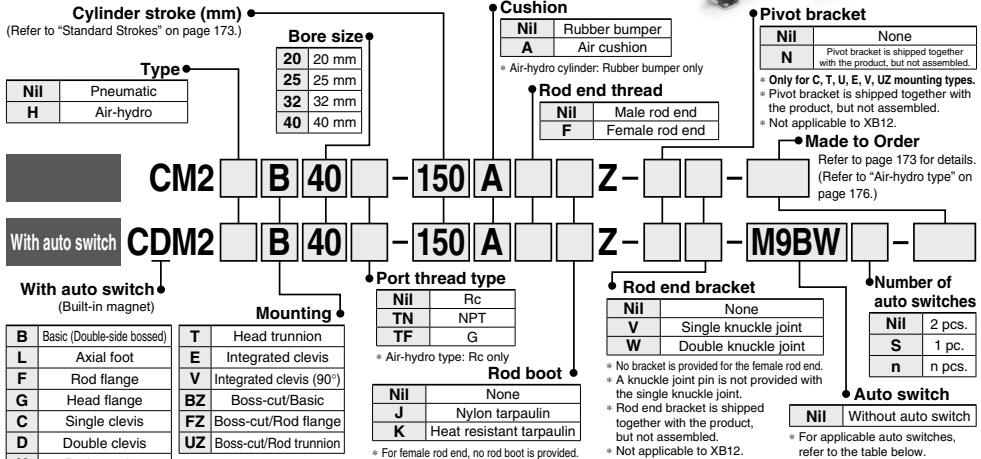 Cylinder stroke (mm)
(Refer to "Standard Strokes" on page 173.)
Type
Nil Pneumatic
H Air-hydro
Bore size
20 20 mm
25 25 mm
32 32 mm
40 40 mm
Cushion
Nil Rubber bumper
A Air cushion
* Air-hydro cylinder: Rubber bumper only
Rod end thread
Nil Male rod end
F Female rod end
Pivot bracket
Nil None
N Pivot bracket is shipped together
with the product, but not assembled.
* Only for C, T, U, E, V, UZ mounting types.
* Pivot bracket is shipped together with
the product, but not assembled.
* Not applicable to XB12.
Made to Order
Refer to page 173 for details.
(Refer to "Air-hydro type" on
page 176.)
CM2 B 40 – 150 A Z – –
With auto switch CDM2 B 40 – 150 A Z – – M9BW –
With auto switch
(Built-in magnet)
Mounting
B Basic (Double-side bossed)
L Axial foot
F Rod flange
G Head flange
C Single clevis
D Double clevis
T Head trunnion
E Integrated clevis
V Integrated clevis (90°)
BZ Boss-cut/Basic
FZ Boss-cut/Rod flange
UZ Boss-cut/Rod trunnion
Port thread type
Nil Rc
TN NPT
TF G
* Air-hydro type: Rc only
Rod boot
Nil None
J Nylon tarpaulin
K Heat resistant tarpaulin
* For female rod end, no rod boot is provided.
Rod end bracket
Nil None
V Single knuckle joint
W Double knuckle joint
* No bracket is provided for the female rod end.
* A knuckle joint pin is not provided with
the single knuckle joint.
* Rod end bracket is shipped
together with the product,
but not assembled.
* Not applicable to XB12.
Number of
auto switches
Nil 2 pcs.
S 1 pc.
n n pcs.
Auto switch
Nil Without auto switch
* For applicable auto switches,
refer to the table below.